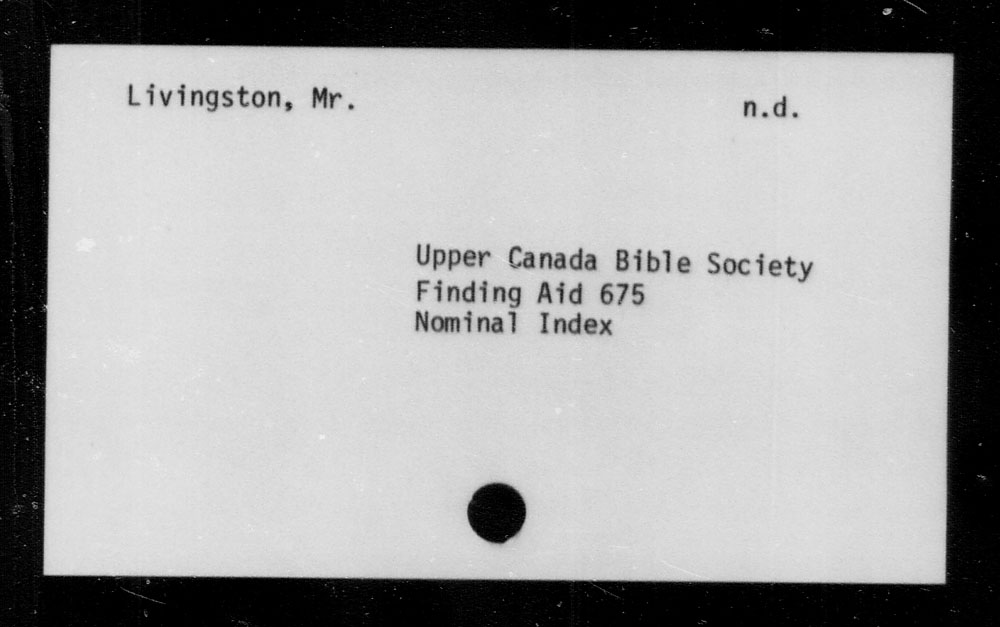 Livingston, Mr.
n.d.
Upper Canada Bible Society
Finding Aid 675
Nominal Index